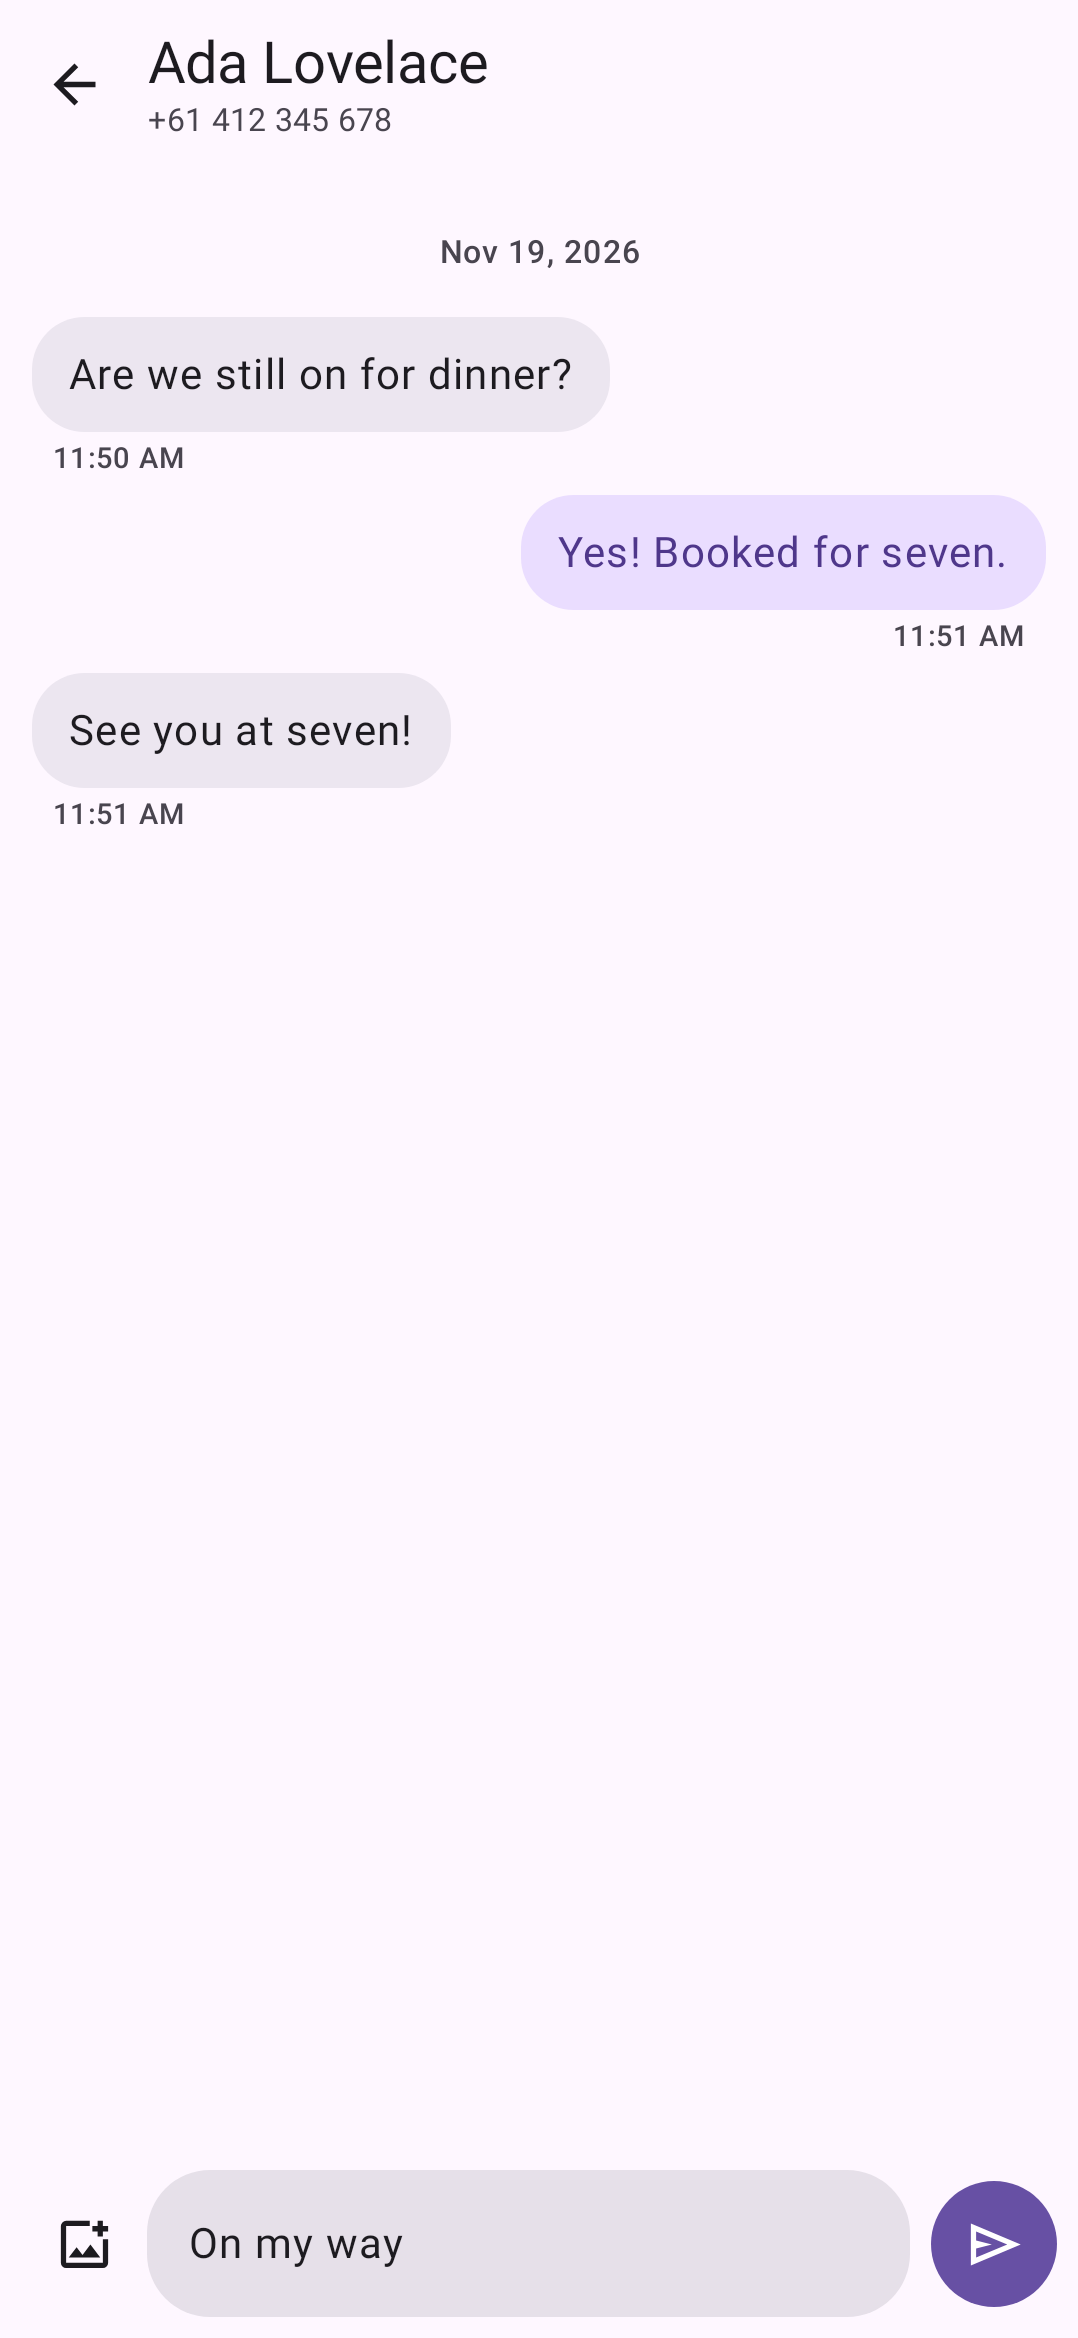 Ada Lovelace
+61 412 345 678
Nov 19, 2026
Are we still on for dinner?
11:50 AM
Yes! Booked for seven.
11:51 AM
See you at seven!
11:51 AM
On my way